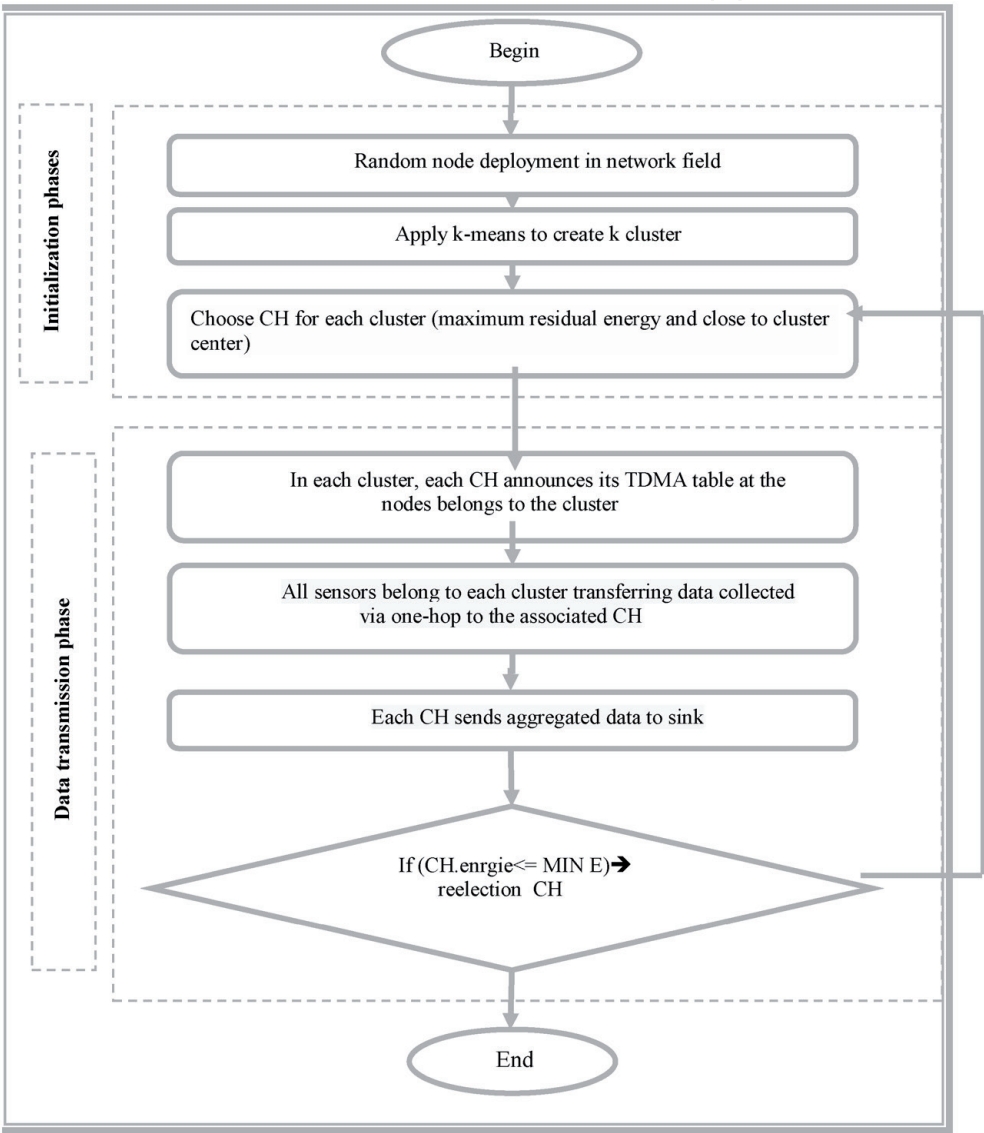 Begin
Initialization phases
Random node deployment in network field
Apply k-means to create k cluster
Choose CH for each cluster (maximum residual energy and close to cluster
center)
Data transmission phase
In each cluster, each CH announces its TDMA table at the
nodes belongs to the cluster
All sensors belong to each cluster transferring data collected
via one-hop to the associated CH
Each CH sends aggregated data to sink
If (CH.enrgie<= MIN E)➔
reelection CH
End